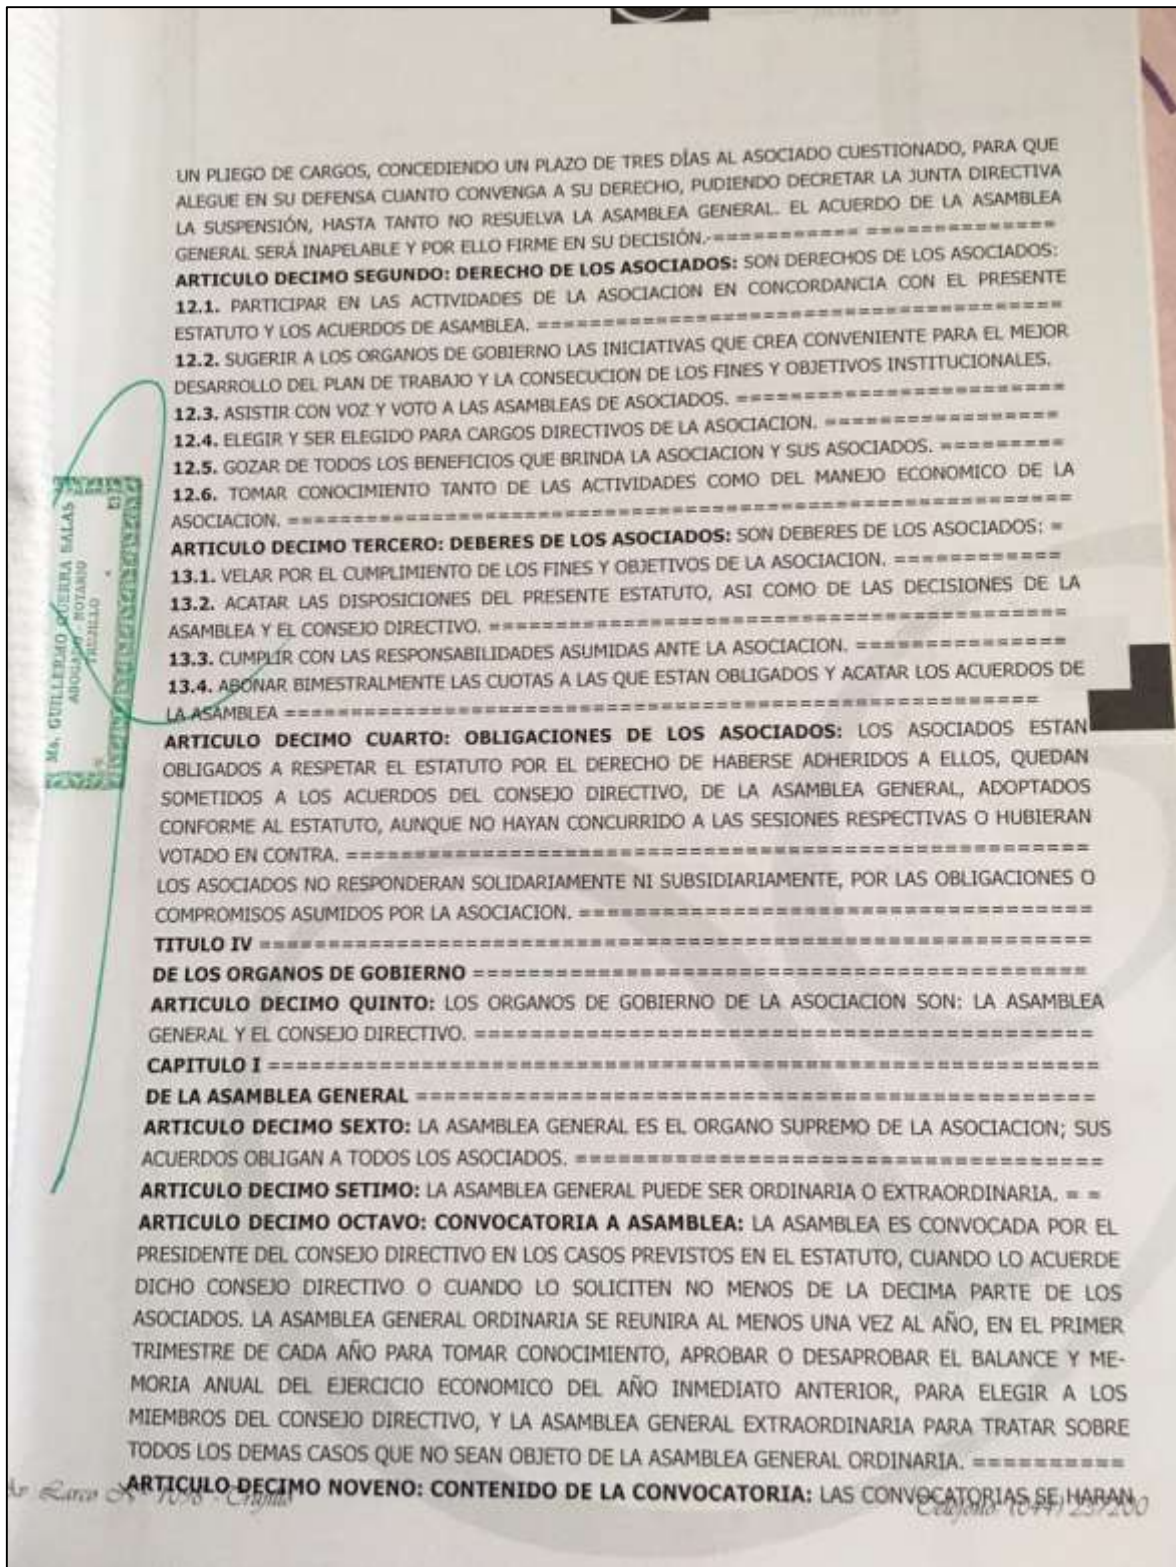 UN PLIEGO DE CARGOS, CONCEDIENDO UN PLAZO DE TRES DÍAS AL ASOCIADO CUESTIONADO, PARA QUE
ALEGUE EN SU DEFENSA CUANTO CONVENGA A SU DERECHO, PUDIENDO DECRETAR LA JUNTA DIRECTIVA
LA SUSPENSIÓN, HASTA TANTO NO RESUELVA LA ASAMBLEA GENERAL. EL ACUERDO DE LA ASAMBLEA
GENERAL SERÁ INAPELABLE Y POR ELLO FIRME EN SU DECISIÓN.-=========== ==============
ARTICULO DECIMO SEGUNDO: DERECHO DE LOS ASOCIADOS: SON DERECHOS DE LOS ASOCIADOS:
12.1. PARTICIPAR EN LAS ACTIVIDADES DE LA ASOCIACION EN CONCORDANCIA CON EL PRESENTE
ESTATUTO Y LOS ACUERDOS DE ASAMBLEA. ========================================
12.2. SUGERIR A LOS ORGANOS DE GOBIERNO LAS INICIATIVAS QUE CREA CONVENIENTE PARA EL MEJOR
DESARROLLO DEL PLAN DE TRABAJO Y LA CONSECUCION DE LOS FINES Y OBJETIVOS INSTITUCIONALES.
12.3. ASISTIR CON VOZ Y VOTO A LAS ASAMBLEAS DE ASOCIADOS. =========================
12.4. ELEGIR Y SER ELEGIDO PARA CARGOS DIRECTIVOS DE LA ASOCIACION. ==================
12.5. GOZAR DE TODOS LOS BENEFICIOS QUE BRINDA LA ASOCIACION Y SUS ASOCIADOS. =========
12.6. TOMAR CONOCIMIENTO TANTO DE LAS ACTIVIDADES COMO DEL MANEJO ECONOMICO DE LA
ASOCIACION. ============================================================
ARTICULO DECIMO TERCERO: DEBERES DE LOS ASOCIADOS: SON DEBERES DE LOS ASOCIADOS: =
13.1. VELAR POR EL CUMPLIMIENTO DE LOS FINES Y OBJETIVOS DE LA ASOCIACION. =============
13.2. ACATAR LAS DISPOSICIONES DEL PRESENTE ESTATUTO, ASI COMO DE LAS DECISIONES DE LA
ASAMBLEA Y EL CONSEJO DIRECTIVO. ============================================
13.3. CUMPLIR CON LAS RESPONSABILIDADES ASUMIDAS ANTE LA ASOCIACION. ================
13.4. ABONAR BIMESTRALMENTE LAS CUOTAS A LAS QUE ESTAN OBLIGADOS Y ACATAR LOS ACUERDOS DE
LA ASAMBLEA =========================================================
ARTICULO DECIMO CUARTO: OBLIGACIONES DE LOS ASOCIADOS: LOS ASOCIADOS ESTAN
OBLIGADOS A RESPETAR EL ESTATUTO POR EL DERECHO DE HABERSE ADHERIDOS A ELLOS, QUEDAN
SOMETIDOS A LOS ACUERDOS DEL CONSEJO DIRECTIVO, DE LA ASAMBLEA GENERAL, ADOPTADOS
CONFORME AL ESTATUTO, AUNQUE NO HAYAN CONCURRIDO A LAS SESIONES RESPECTIVAS O HUBIERAN
VOTADO EN CONTRA. ========================================================
LOS ASOCIADOS NO RESPONDERAN SOLIDARIAMENTE NI SUBSIDIARIAMENTE, POR LAS OBLIGACIONES O
COMPROMISOS ASUMIDOS POR LA ASOCIACION. ======================================
TITULO IV ==============================================================
DE LOS ORGANOS DE GOBIERNO =============================================
ARTICULO DECIMO QUINTO: LOS ORGANOS DE GOBIERNO DE LA ASOCIACION SON: LA ASAMBLEA
GENERAL Y EL CONSEJO DIRECTIVO. ==============================================
CAPITULO I =============================================================
DE LA ASAMBLEA GENERAL ==================================================
ARTICULO DECIMO SEXTO: LA ASAMBLEA GENERAL ES EL ORGANO SUPREMO DE LA ASOCIACION; SUS
ACUERDOS OBLIGAN A TODOS LOS ASOCIADOS. =======================================
ARTICULO DECIMO SETIMO: LA ASAMBLEA GENERAL PUEDE SER ORDINARIA O EXTRAORDINARIA. = =
ARTICULO DECIMO OCTAVO: CONVOCATORIA A ASAMBLEA: LA ASAMBLEA ES CONVOCADA POR EL
PRESIDENTE DEL CONSEJO DIRECTIVO EN LOS CASOS PREVISTOS EN EL ESTATUTO, CUANDO LO ACUERDE
DICHO CONSEJO DIRECTIVO O CUANDO LO SOLICITEN NO MENOS DE LA DECIMA PARTE DE LOS
ASOCIADOS. LA ASAMBLEA GENERAL ORDINARIA SE REUNIRA AL MENOS UNA VEZ AL AÑO, EN EL PRIMER
TRIMESTRE DE CADA AÑO PARA TOMAR CONOCIMIENTO, APROBAR O DESAPROBAR EL BALANCE Y ME-
MORIA ANUAL DEL EJERCICIO ECONOMICO DEL AÑO INMEDIATO ANTERIOR, PARA ELEGIR A LOS
MIEMBROS DEL CONSEJO DIRECTIVO, Y LA ASAMBLEA GENERAL EXTRAORDINARIA PARA TRATAR SOBRE
TODOS LOS DEMAS CASOS QUE NO SEAN OBJETO DE LA ASAMBLEA GENERAL ORDINARIA. ==========
ARTICULO DECIMO NOVENO: CONTENIDO DE LA CONVOCATORIA: LAS CONVOCATORIAS SE HARAN
Av. Larco Nº 1098 - Trujillo
Teléfono (044) 257200
Ms. GUILLERMO GUERRA SALAS
ABOGADO - NOTARIO
TRUJILLO